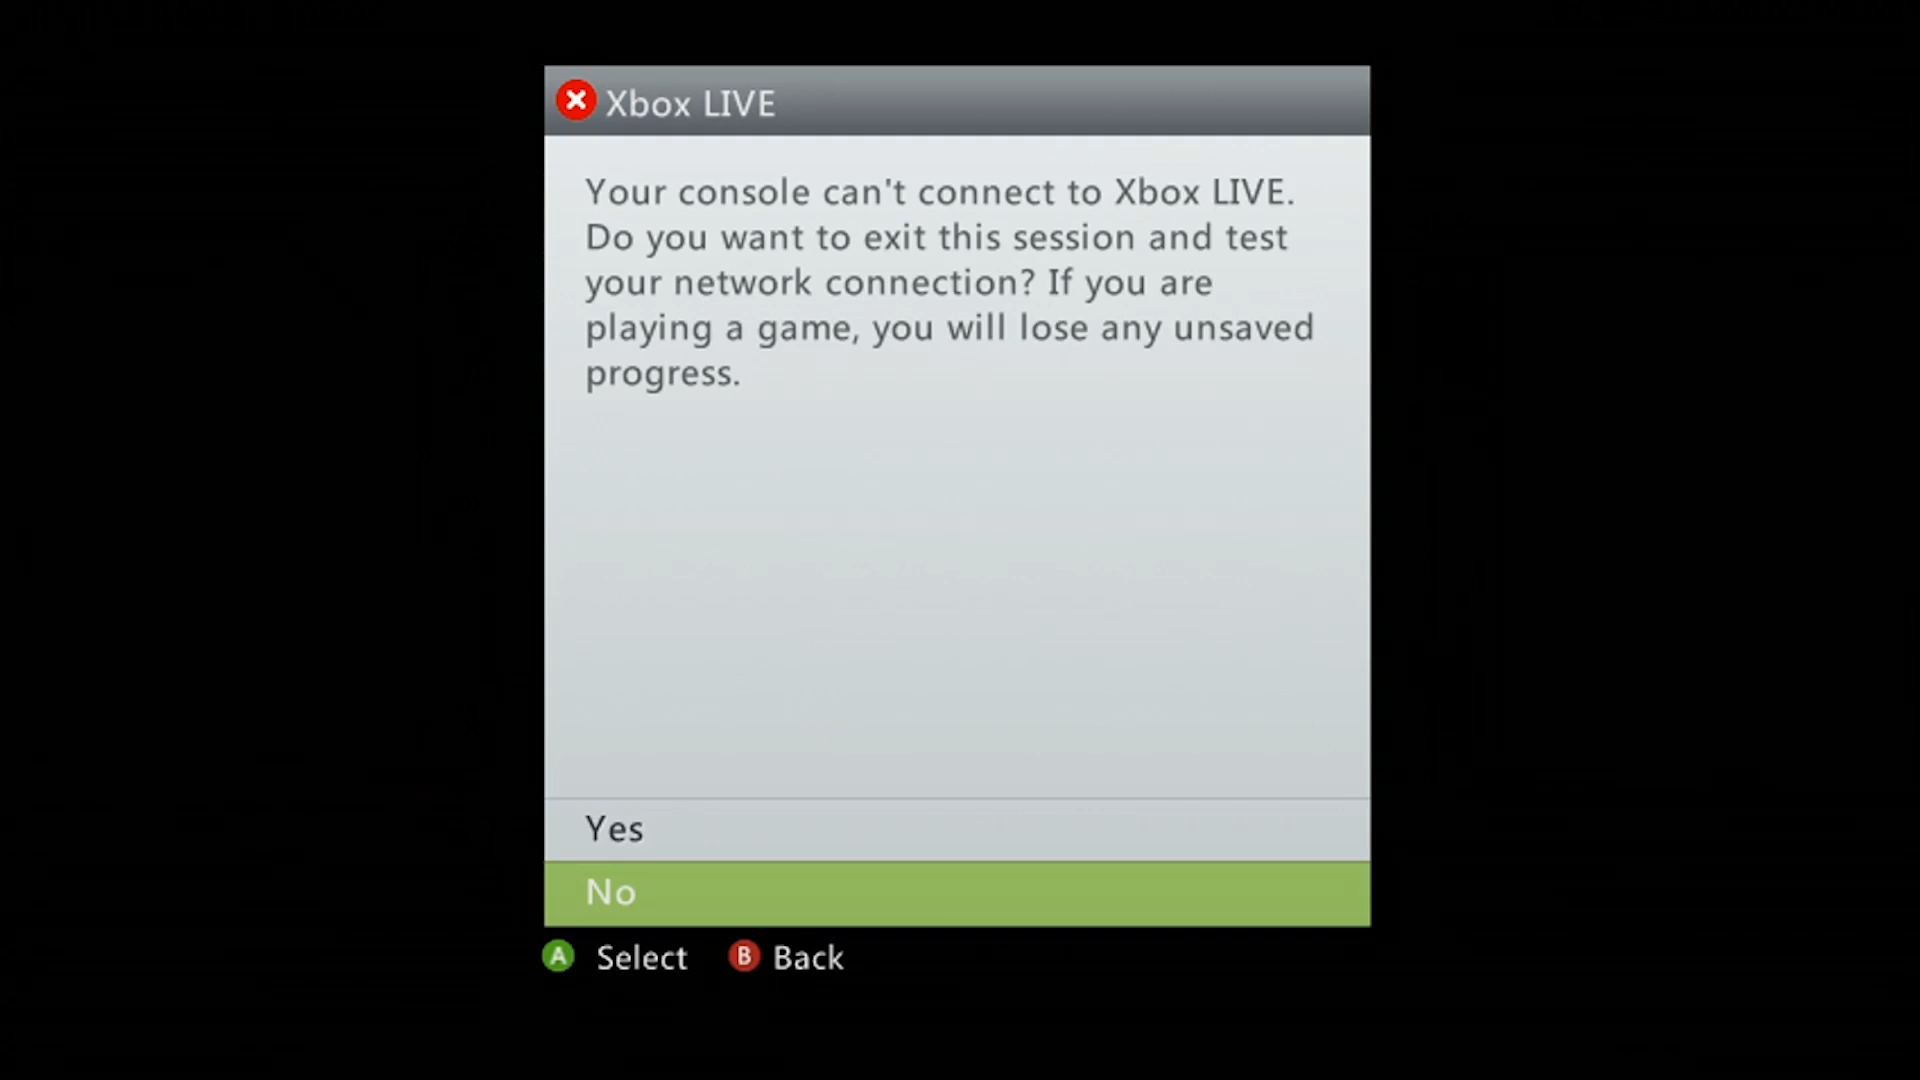 Xbox LIVE
Your console can't connect to Xbox LIVE.
Do you want to exit this session and test
your network connection? If you are
playing a game, you will lose any unsaved
progress.
Yes
No
A Select B Back